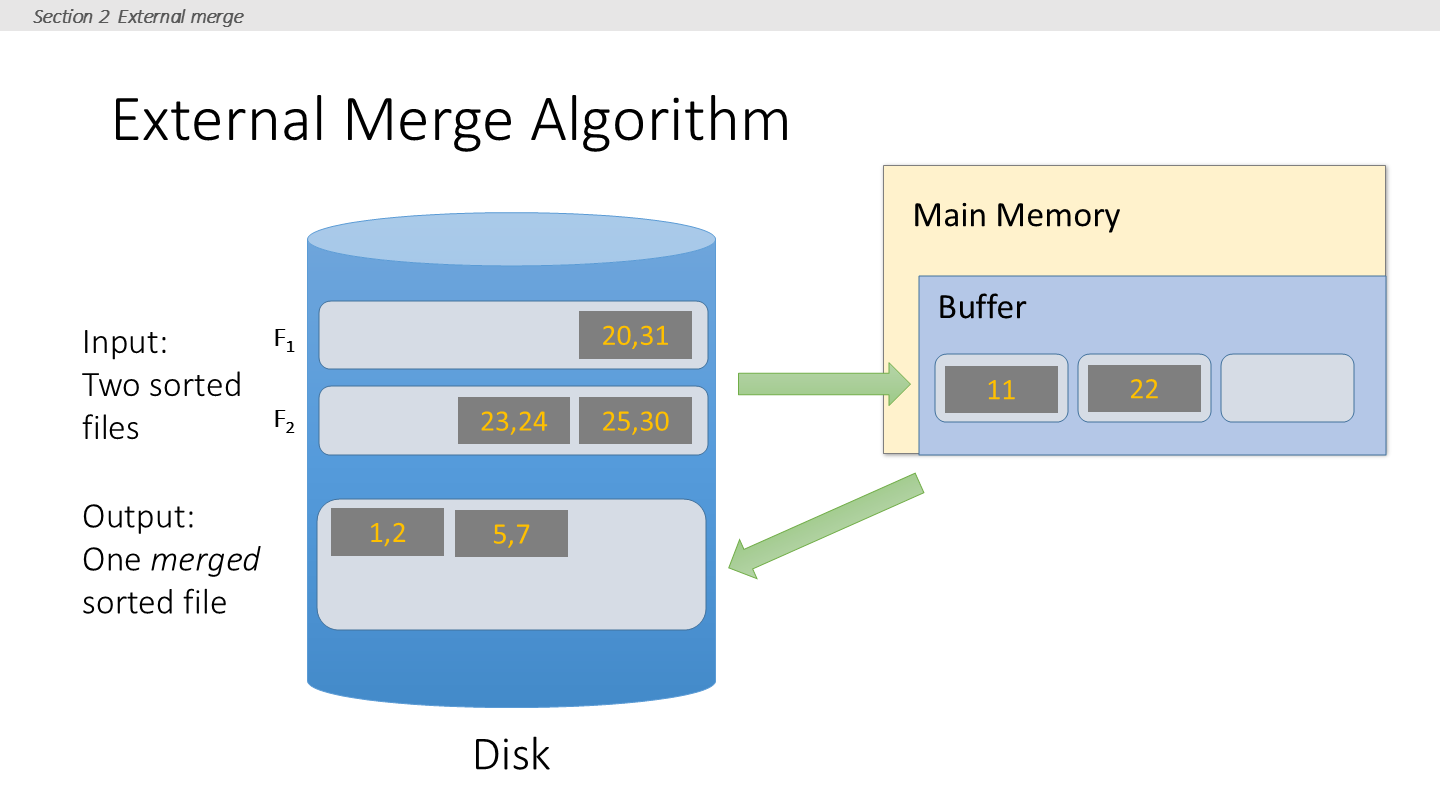 Section 2 External merge
External Merge Algorithm
Main Memory
Buffer
11
22
Input:
Two sorted
files
F1
20,31
F2
23,24
25,30
Output:
One merged
sorted file
1,2
5,7
Disk